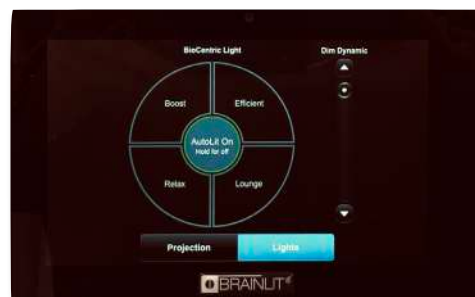 BioCentric Light
Dim Dynamic
Boost
Efficient
AutoLit On
Hold for off
Relax
Lounge
Projection
Lights
BRAINLIT